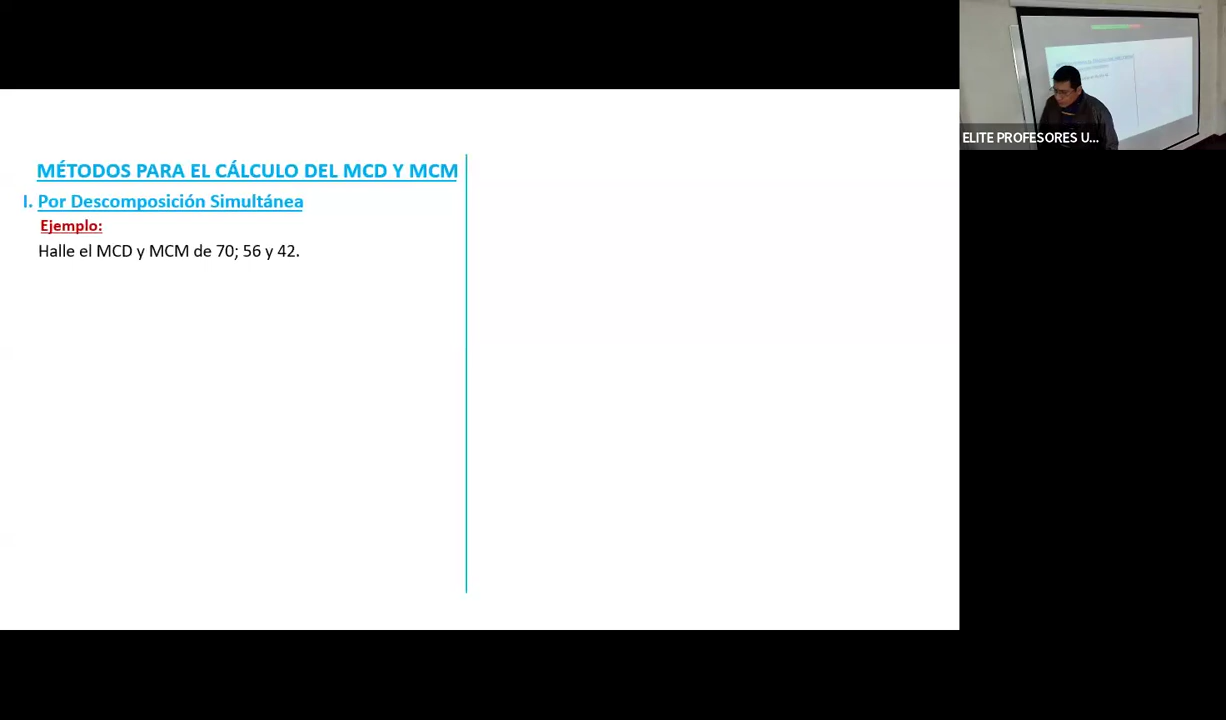 MÉTODOS PARA EL CÁLCULO DEL MCD Y MCM
I. Por Descomposición Simultánea
Ejemplo:
Halle el MCD y MCM de 70; 56 y 42.
ELITE PROFESORES U...